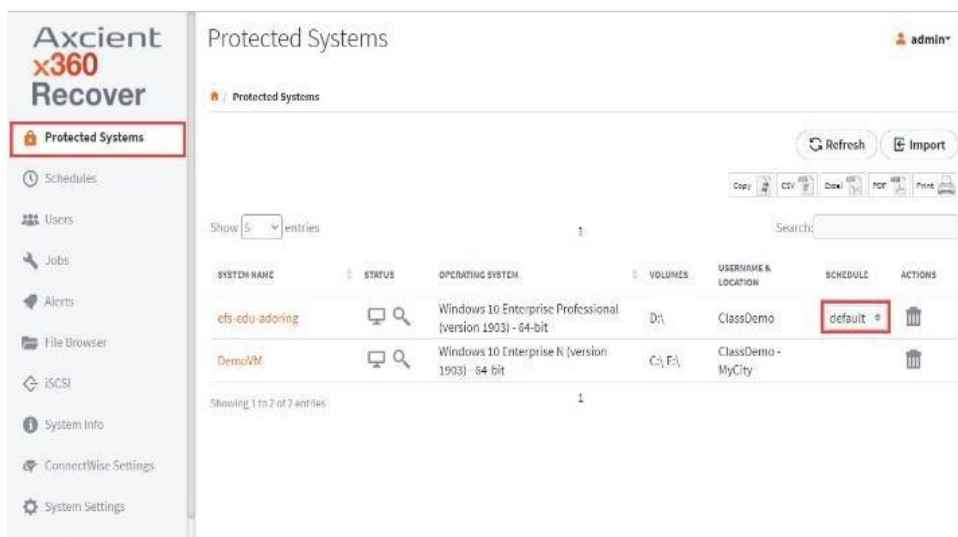 Axcient
x360
Recover
Protected Systems
Schedules
Users
Jobs
Alerts
File Browser
iSCSI
System Info
ConnectWise Settings
System Settings
Protected Systems
admin
/ Protected Systems
Refresh
Import
Copy
CSV
Excel
PDF
Print
Show 5 entries
1
Search:
SYSTEM NAME
STATUS
OPERATING SYSTEM
VOLUMES
USERNAME &
LOCATION
SCHEDULE
ACTIONS
efs-edu-adoring
Windows 10 Enterprise Professional
(version 1903) - 64-bit
D:\
ClassDemo
default
DemoVM
Windows 10 Enterprise N (version
1903) - 64-bit
C:\, E:\
ClassDemo -
MyCity
Showing 1 to 2 of 2 entries
1